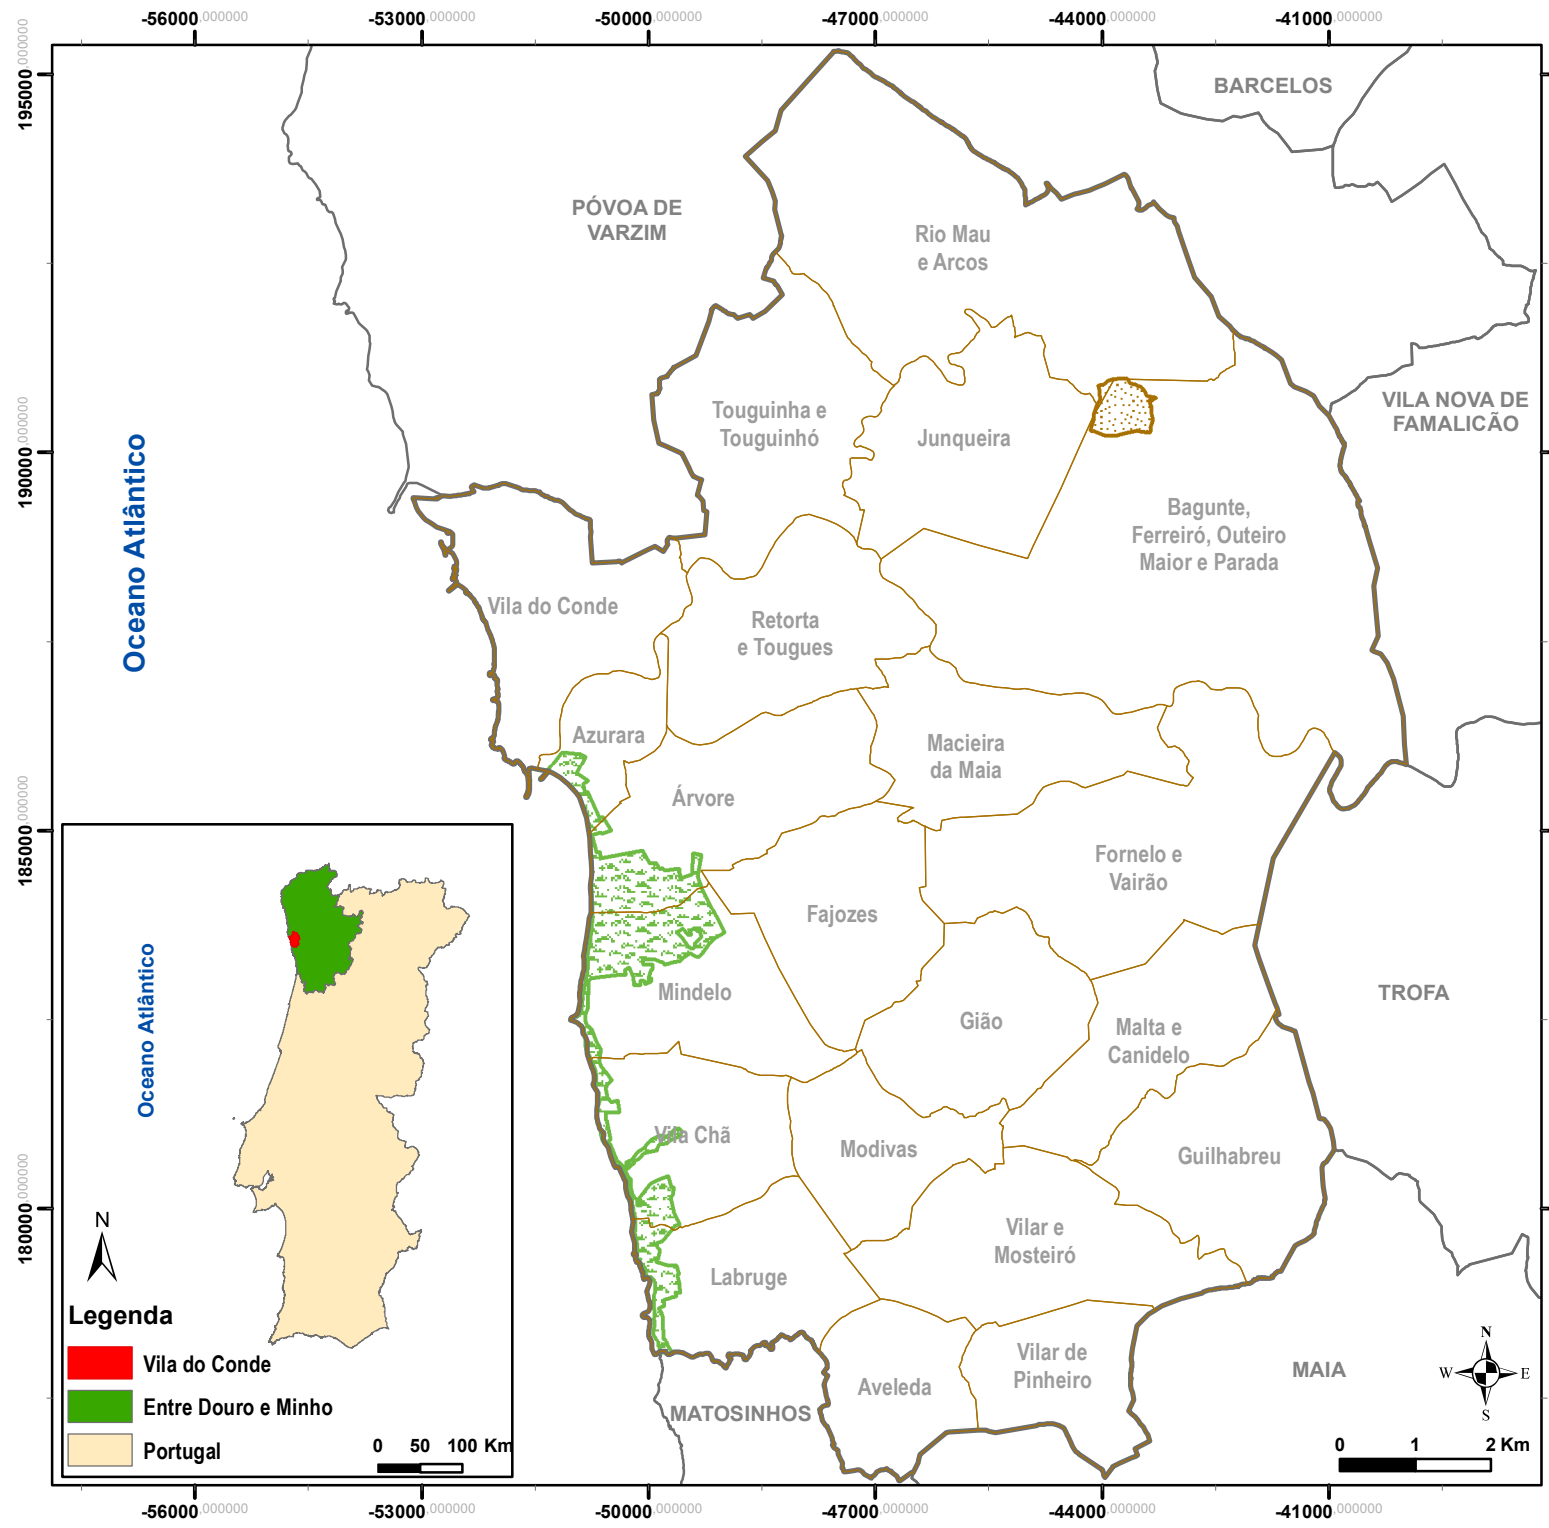 -56000.000000
-53000.000000
-50000.000000
-47000.000000
-44000.000000
-41000.000000
195000.000000
190000.000000
185000.000000
180000.000000
BARCELOS
PÓVOA DE
VARZIM
Rio Mau
e Arcos
VILA NOVA DE
FAMALICÃO
Touguinha e
Touguinhó
Junqueira
Bagunte,
Ferreiró, Outeiro
Maior e Parada
Oceano Atlântico
Vila do Conde
Retorta
e Tougues
Azurara
Macieira
da Maia
Árvore
Fornelo e
Vairão
Fajozes
Mindelo
TROFA
Gião
Malta e
Canidelo
Vila Chã
Modivas
Guilhabreu
Vilar e
Mosteiró
Labruge
Vilar de
Pinheiro
Aveleda
MAIA
MATOSINHOS
Oceano Atlântico
N
Legenda
Vila do Conde
Entre Douro e Minho
Portugal
0 50 100 Km
N
W E
S
0 1 2 Km
-56000.000000
-53000.000000
-50000.000000
-47000.000000
-44000.000000
-41000.000000